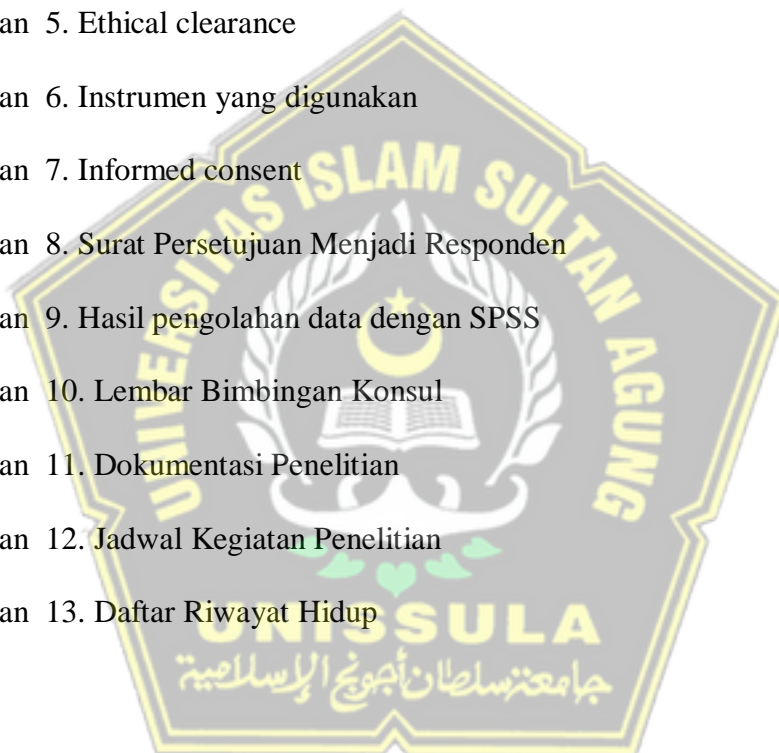 an 5. Ethical clearance
an 6. Instrumen yang digunakan
an 7. Informed consent
an 8. Surat Persetujuan Menjadi Responden
an 9. Hasil pengolahan data dengan SPSS
an 10. Lembar Bimbingan Konsul
an 11. Dokumentasi Penelitian
an 12. Jadwal Kegiatan Penelitian
an 13. Daftar Riwayat Hidup
UNIVERSITAS ISLAM SULTAN AGUNG
UNISSULA
جامعة سلطان أجونج الإسلامية